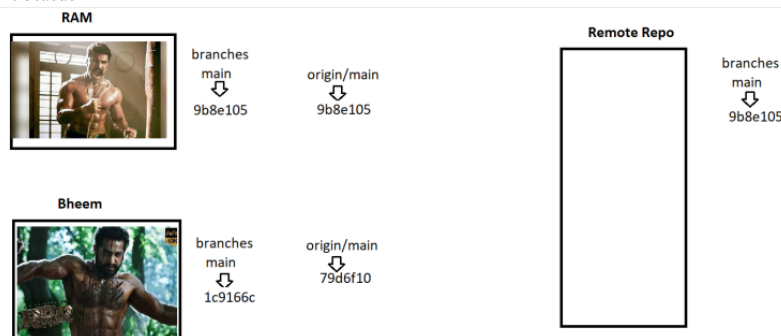 RAM
branches
main
9b8e105
origin/main
9b8e105
Remote Repo
branches
main
9b8e105
Bheem
branches
main
1c9166c
origin/main
79d6f10